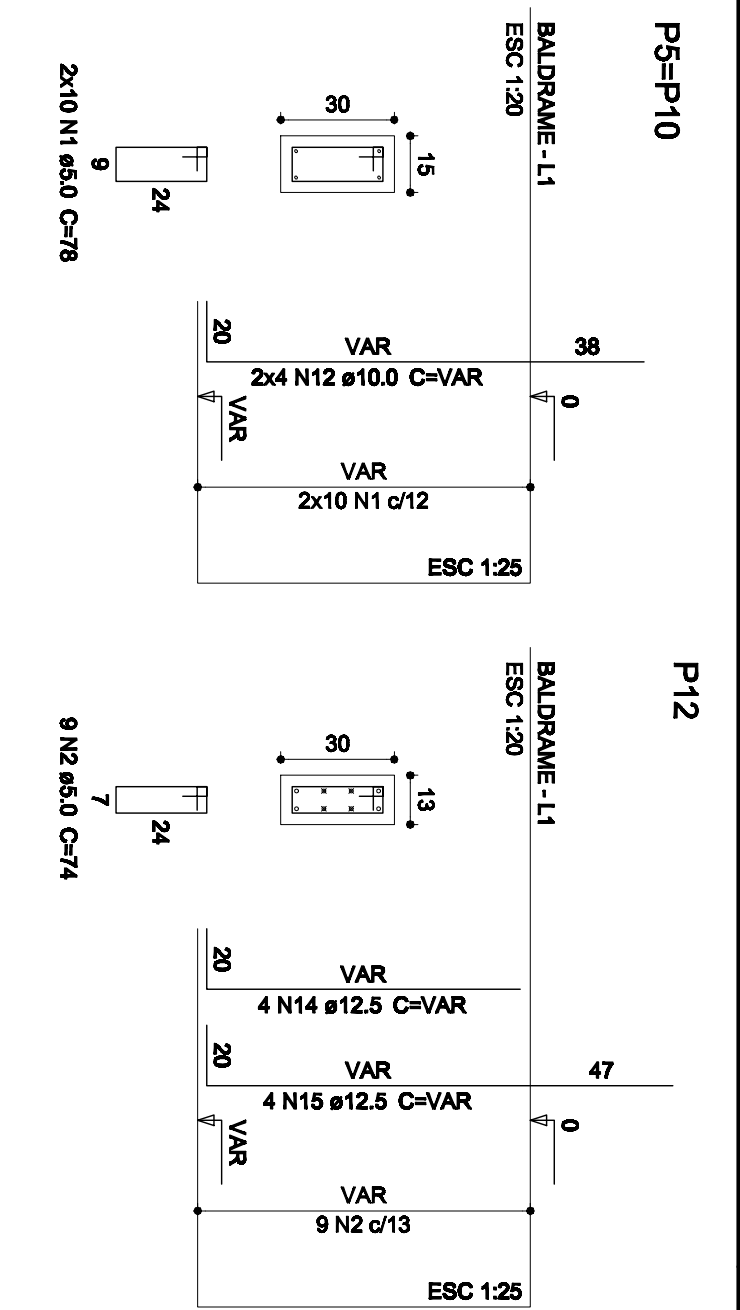 P5=P10
BALDRAME - L1
ESC 1:20
30
15
9
24
2x10 N1 ø5.0 C=78
20
VAR
38
2x4 N12 ø10.0 C=VAR
VAR
0
VAR
2x10 N1 c/12
ESC 1:25
P12
BALDRAME - L1
ESC 1:20
30
13
7
24
9 N2 ø5.0 C=74
20
VAR
4 N14 ø12.5 C=VAR
20
VAR
47
4 N15 ø12.5 C=VAR
VAR
0
VAR
9 N2 c/13
ESC 1:25